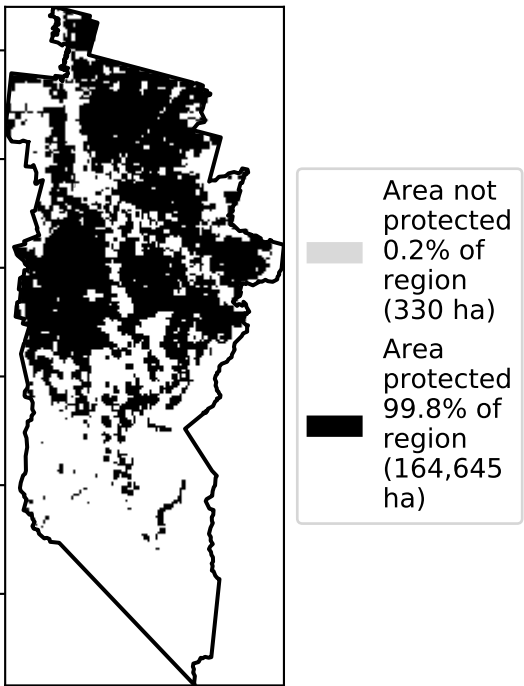 Area not
protected
0.2% of
region
(330 ha)
Area
protected
99.8% of
region
(164,645
ha)